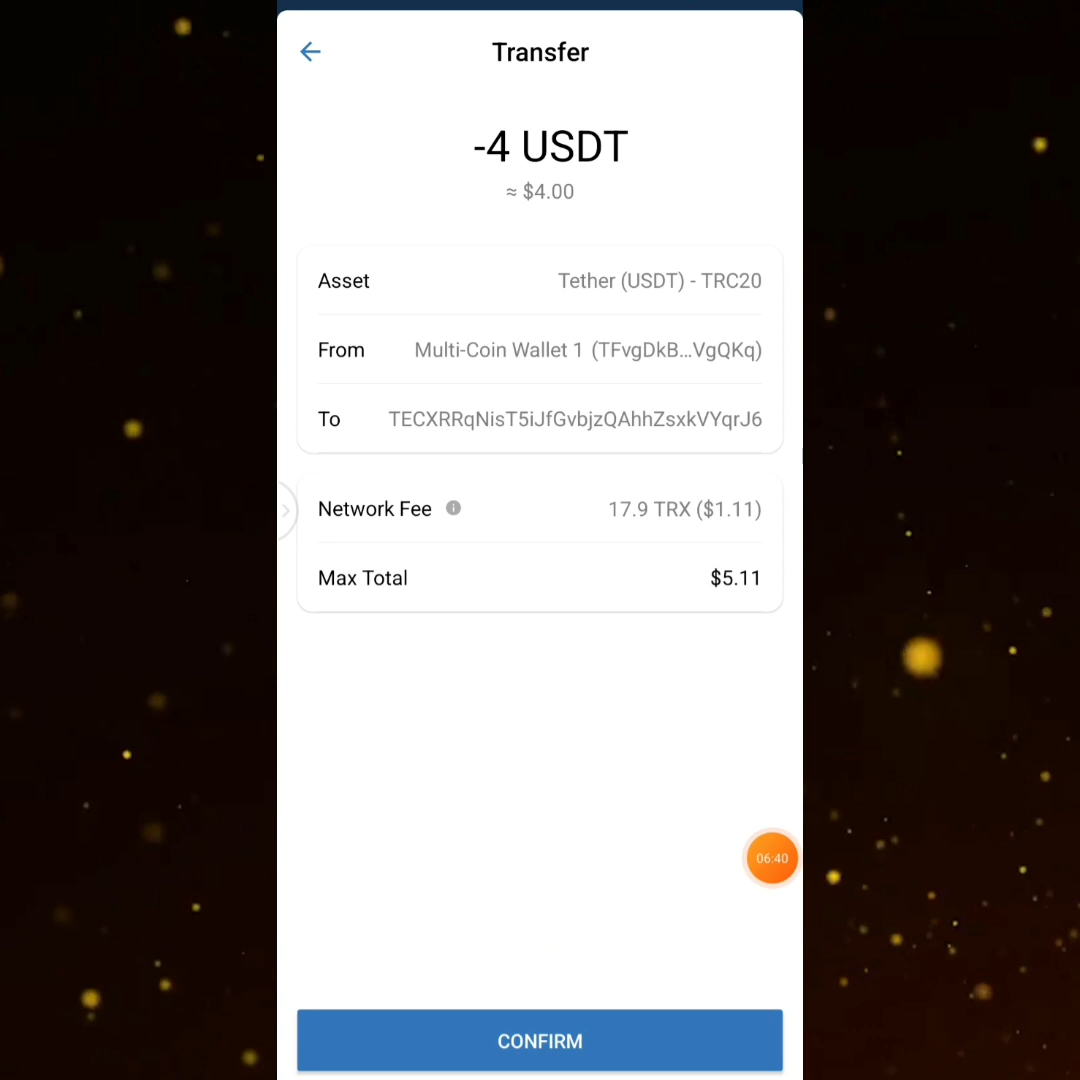 Transfer
-4 USDT
≈ $4.00
Asset Tether (USDT) - TRC20
From Multi-Coin Wallet 1 (TFvgDkB...VgQKq)
To TECXRRqNisT5iJfGvbjzQAhhZsxkVYqrJ6
Network Fee 17.9 TRX ($1.11)
Max Total $5.11
06:40
CONFIRM